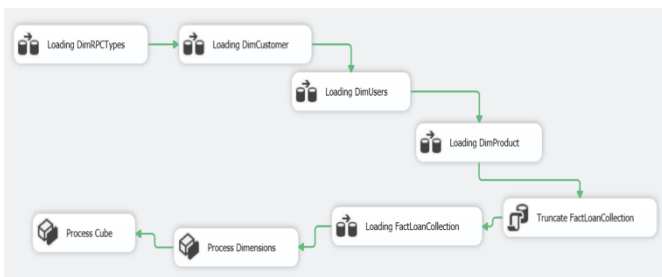 Loading DimRPCTypes
Loading DimCustomer
Loading DimUsers
Loading DimProduct
Truncate FactLoanCollection
Loading FactLoanCollection
Process Dimensions
Process Cube